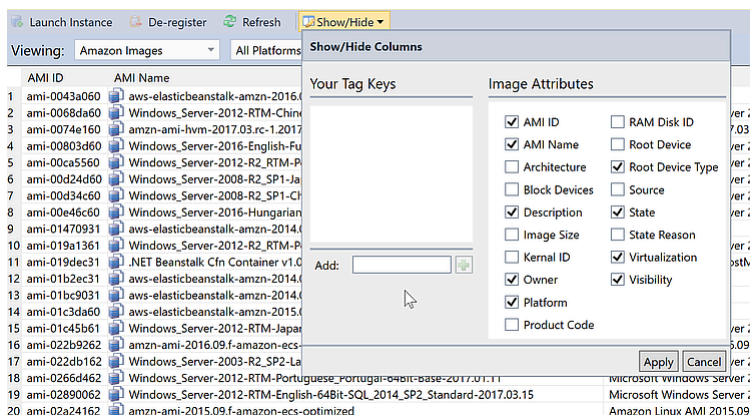 Launch Instance De-register Refresh Show/Hide
Viewing: Amazon Images All Platforms
Show/Hide Columns
Your Tag Keys Image Attributes
AMI ID RAM Disk ID
AMI Name Root Device
Architecture Root Device Type
Block Devices Source
Description State
Image Size State Reason
Kernal ID Virtualization
Owner Visibility
Platform
Product Code
Add:
Apply Cancel
AMI ID AMI Name
1 ami-0043a060 aws-elasticbeanstalk-amzn-2016.0
2 ami-0068da60 Windows_Server-2012-RTM-Chine
3 ami-0074e160 amzn-ami-hvm-2017.03.rc-1.2017
4 ami-00803d60 Windows_Server-2016-English-Fu
5 ami-00ca5560 Windows_Server-2012-R2_RTM-P
6 ami-00d24d60 Windows_Server-2008-R2_SP1-Ja
7 ami-00d34c60 Windows_Server-2008-R2_SP1-Ch
8 ami-00e46c60 Windows_Server-2016-Hungarian
9 ami-01470931 aws-elasticbeanstalk-amzn-2014.0
10 ami-019a1361 Windows_Server-2012-R2_RTM-P
11 ami-019dec31 .NET Beanstalk Cfn Container v1.0
12 ami-01b2ec31 aws-elasticbeanstalk-amzn-2014.0
13 ami-01bc9031 aws-elasticbeanstalk-amzn-2014.0
14 ami-01c3da60 aws-elasticbeanstalk-amzn-2015.0
15 ami-01c45b61 Windows_Server-2012-RTM-Japan
16 ami-022b9262 amzn-ami-2016.09.f-amazon-ecs-
17 ami-022db162 Windows_Server-2003-R2_SP2-La
18 ami-0266d462 Windows_Server-2012-RTM-Portuguese_Portugal-64Bit-Base-2017.01.11 Microsoft Windows Server 2
19 ami-02890062 Windows_Server-2012-RTM-English-64Bit-SQL_2014_SP2_Standard-2017.03.15 Microsoft Windows Server 2
20 ami-02a24162 amzn-ami-2015.09.f-amazon-ecs-optimized Amazon Linux AMI 2015.09